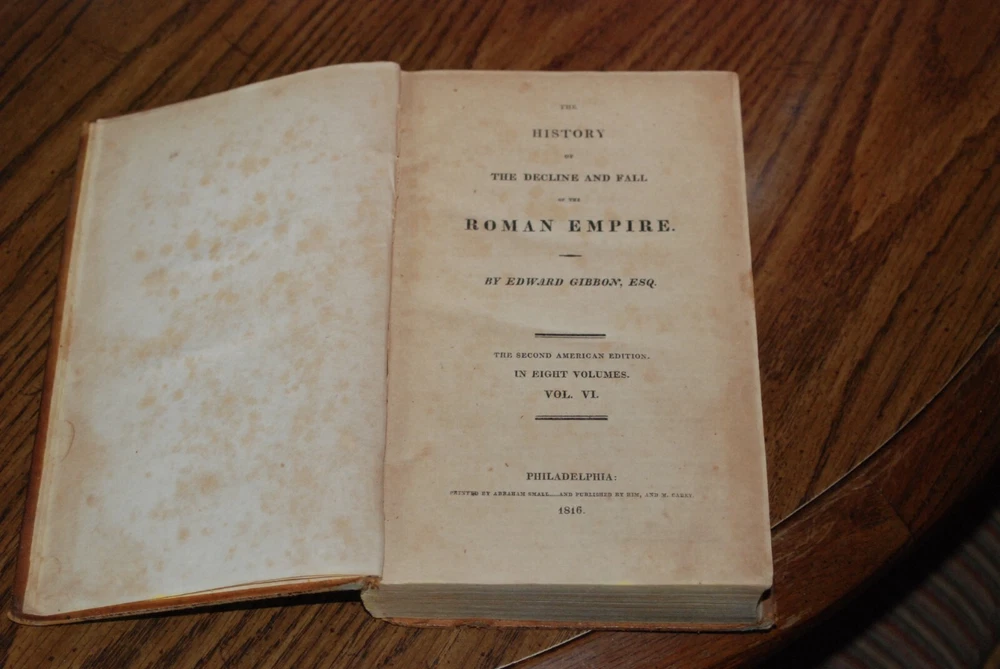 THE
HISTORY
OF
THE DECLINE AND FALL
OF THE
ROMAN EMPIRE.
BY EDWARD GIBBON, ESQ.
THE SECOND AMERICAN EDITION.
IN EIGHT VOLUMES.
VOL. VI.
PHILADELPHIA:
PRINTED BY ABRAHAM SMALL—AND PUBLISHED BY HIM, AND M. CAREY.
1816.